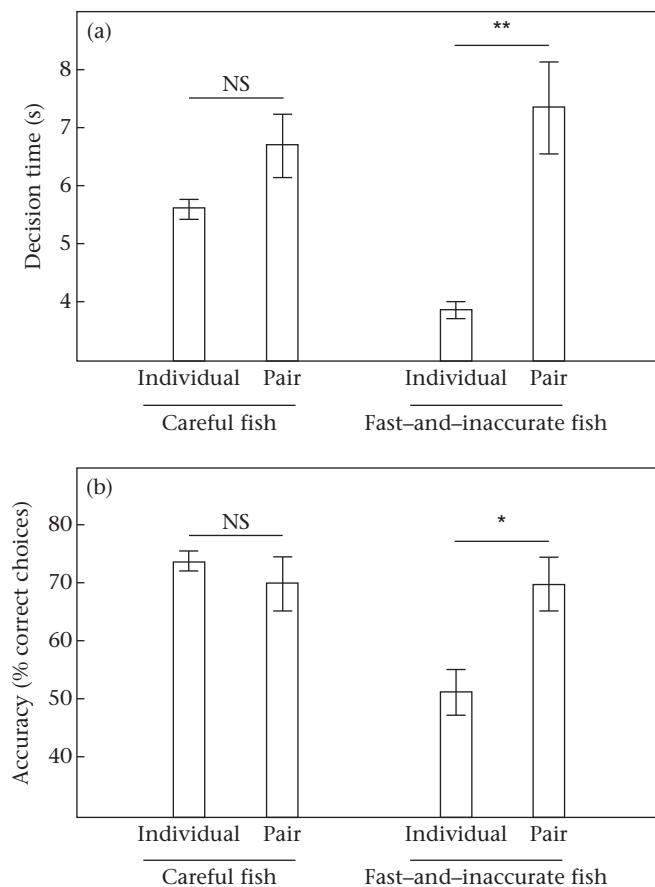 (a)
**
NS
8
7
6
5
4
Decision time (s)
Individual Pair Individual Pair
Careful fish Fast–and–inaccurate fish
(b)
NS *
80
70
60
50
40
Accuracy (% correct choices)
Individual Pair Individual Pair
Careful fish Fast–and–inaccurate fish